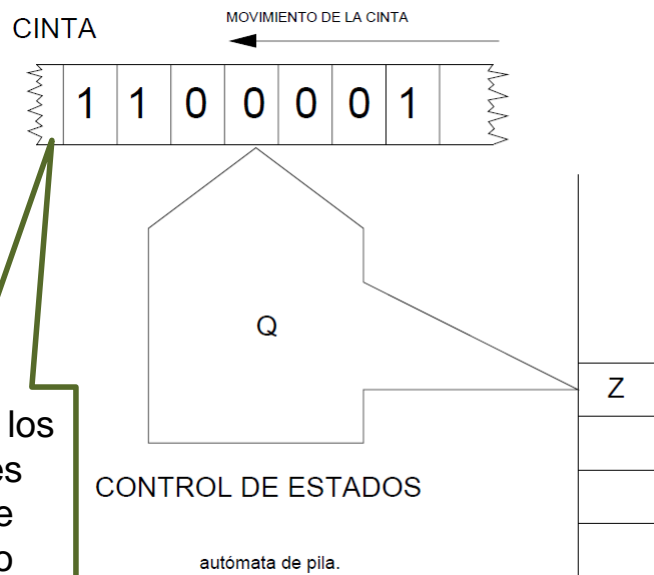 CINTA
MOVIMIENTO DE LA CINTA
1 1 0 0 0 0 1
Q
Z
los
es
e
o
CONTROL DE ESTADOS
autómata de pila.